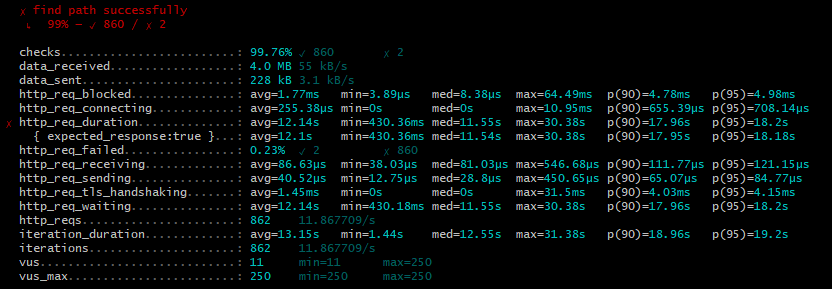 ✗ find path successfully
↳ 99% — ✓ 860 / ✗ 2
checks.........................: 99.76% ✓ 860 ✗ 2
data_received..................: 4.0 MB 55 kB/s
data_sent......................: 228 kB 3.1 kB/s
http_req_blocked...............: avg=1.77ms min=3.89µs med=8.38µs max=64.49ms p(90)=4.78ms p(95)=4.98ms
http_req_connecting............: avg=255.38µs min=0s med=0s max=10.95ms p(90)=655.39µs p(95)=708.14µs
✗ http_req_duration..............: avg=12.14s min=430.36ms med=11.55s max=30.38s p(90)=17.96s p(95)=18.2s
{ expected_response:true }...: avg=12.1s min=430.36ms med=11.54s max=30.38s p(90)=17.95s p(95)=18.18s
http_req_failed................: 0.23% ✓ 2 ✗ 860
http_req_receiving.............: avg=86.63µs min=38.03µs med=81.03µs max=546.68µs p(90)=111.77µs p(95)=121.15µs
http_req_sending...............: avg=40.52µs min=12.75µs med=28.8µs max=450.65µs p(90)=65.07µs p(95)=84.77µs
http_req_tls_handshaking.......: avg=1.45ms min=0s med=0s max=31.5ms p(90)=4.03ms p(95)=4.15ms
http_req_waiting...............: avg=12.14s min=430.18ms med=11.55s max=30.38s p(90)=17.96s p(95)=18.2s
http_reqs......................: 862 11.867709/s
iteration_duration.............: avg=13.15s min=1.44s med=12.55s max=31.38s p(90)=18.96s p(95)=19.2s
iterations.....................: 862 11.867709/s
vus............................: 11 min=11 max=250
vus_max........................: 250 min=250 max=250